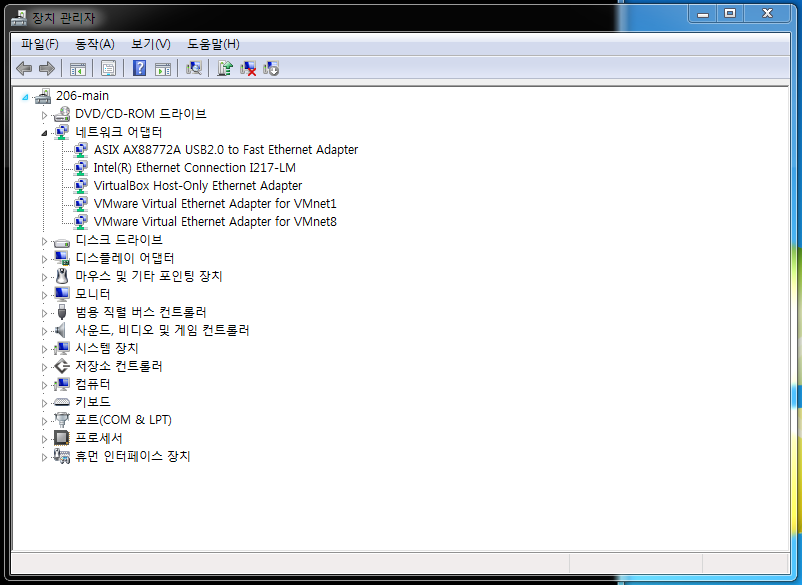 장치 관리자
파일(F) 동작(A) 보기(V) 도움말(H)
206-main
DVD/CD-ROM 드라이브
네트워크 어댑터
ASIX AX88772A USB2.0 to Fast Ethernet Adapter
Intel(R) Ethernet Connection I217-LM
VirtualBox Host-Only Ethernet Adapter
VMware Virtual Ethernet Adapter for VMnet1
VMware Virtual Ethernet Adapter for VMnet8
디스크 드라이브
디스플레이 어댑터
마우스 및 기타 포인팅 장치
모니터
범용 직렬 버스 컨트롤러
사운드, 비디오 및 게임 컨트롤러
시스템 장치
저장소 컨트롤러
컴퓨터
키보드
포트(COM & LPT)
프로세서
휴먼 인터페이스 장치